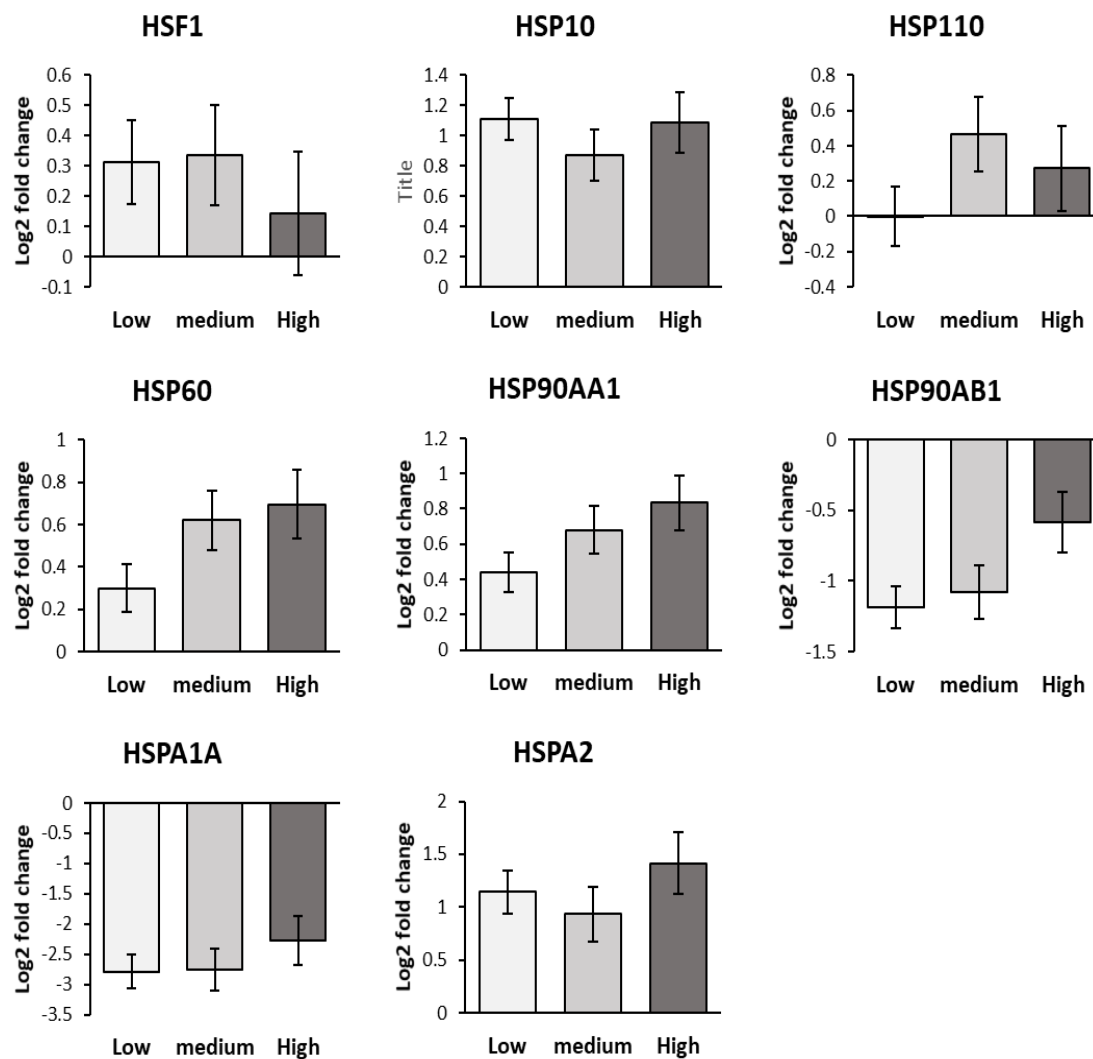 HSF1
Log2 fold change
0.6
0.5
0.4
0.3
0.2
0.1
0
-0.1
Low medium High
HSP10
Title
1.4
1.2
1
0.8
0.6
0.4
0.2
0
Low medium High
HSP110
Log2 fold change
0.8
0.6
0.4
0.2
0
-0.2
-0.4
Low medium High
HSP60
Log2 fold change
1
0.8
0.6
0.4
0.2
0
Low medium High
HSP90AA1
Log2 fold change
1.2
1
0.8
0.6
0.4
0.2
0
Low medium High
HSP90AB1
Log2 fold change
0
-0.5
-1
-1.5
Low medium High
HSPA1A
Log2 fold change
0
-0.5
-1
-1.5
-2
-2.5
-3
-3.5
Low medium High
HSPA2
Log2 fold change
2
1.5
1
0.5
0
Low medium High